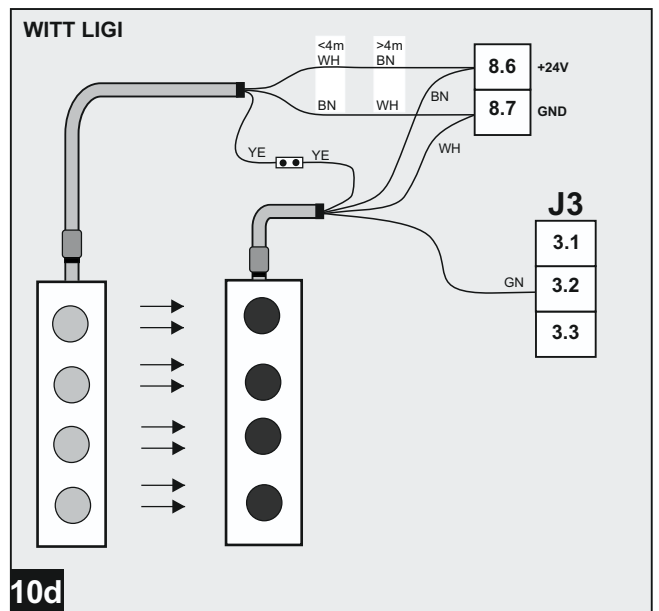 WITT LIGI
<4m >4m
WH BN
8.6 +24V
BN WH
BN
8.7 GND
YE YE
WH
J3
3.1
GN 3.2
3.3
10d